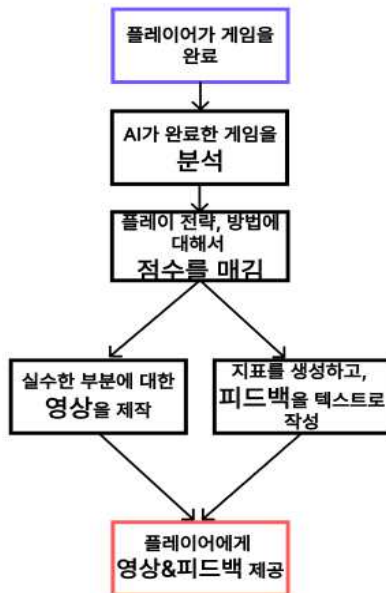 플레이어가 게임을
완료
AI가 완료한 게임을
분석
플레이 전략, 방법에
대해서
점수를 매김
실수한 부분에 대한
영상을 제작
지표를 생성하고,
피드백을 텍스트로
작성
플레이어에게
영상&피드백 제공